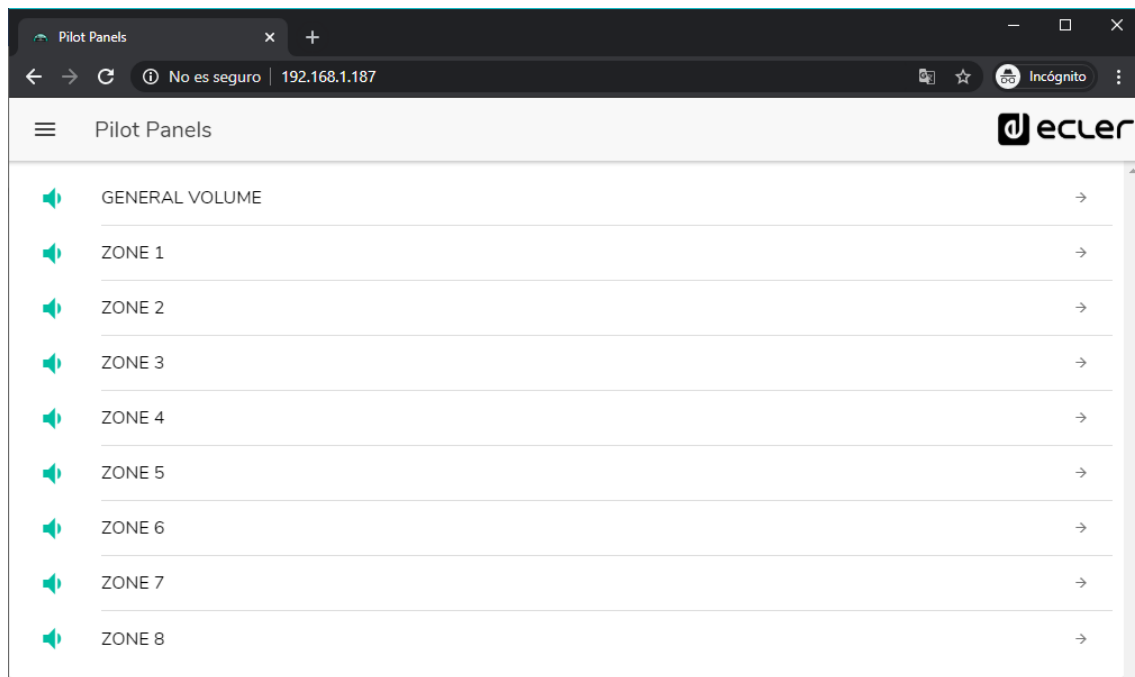 Pilot Panels
No es seguro 192.168.1.187
Incógnito
Pilot Panels
ecler
GENERAL VOLUME
ZONE 1
ZONE 2
ZONE 3
ZONE 4
ZONE 5
ZONE 6
ZONE 7
ZONE 8